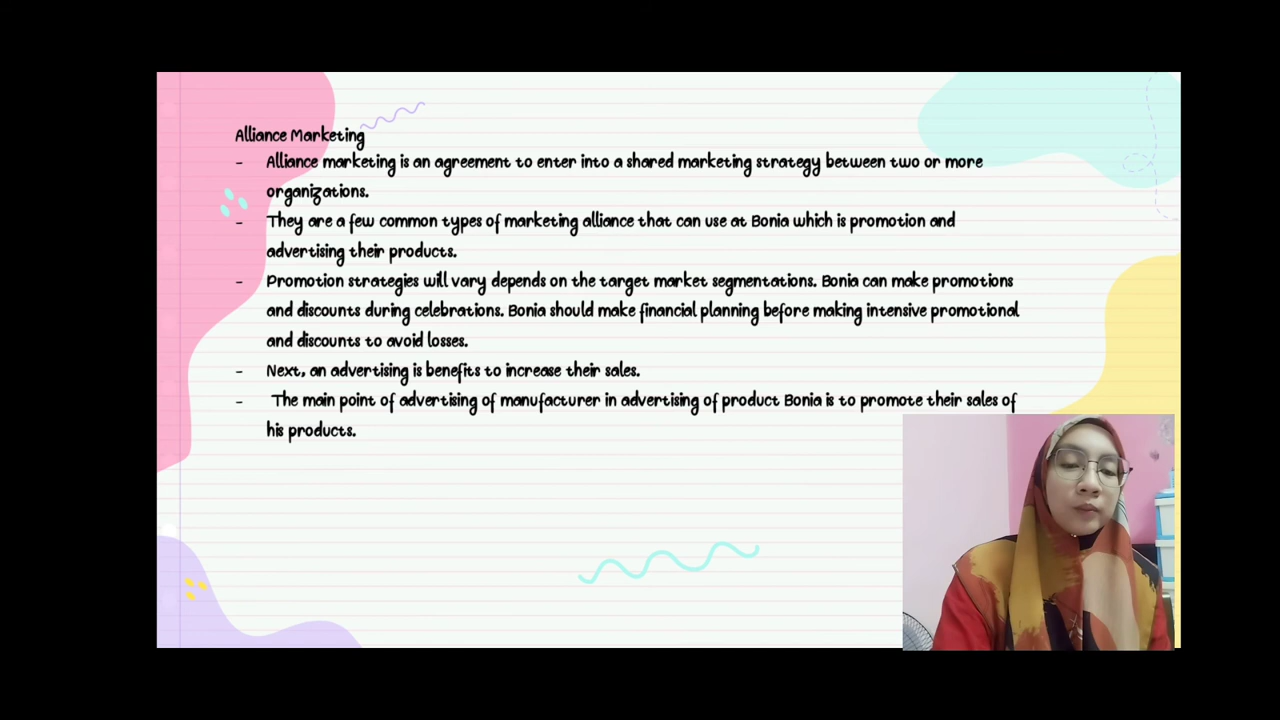 Alliance Marketing
- Alliance marketing is an agreement to enter into a shared marketing strategy between two or more
organizations.
- They are a few common types of marketing alliance that can use at Bonia which is promotion and
advertising their products.
- Promotion strategies will vary depends on the target market segmentations. Bonia can make promotions
and discounts during celebrations. Bonia should make financial planning before making intensive promotional
and discounts to avoid losses.
- Next, an advertising is benefits to increase their sales.
- The main point of advertising of manufacturer in advertising of product Bonia is to promote their sales of
his products.